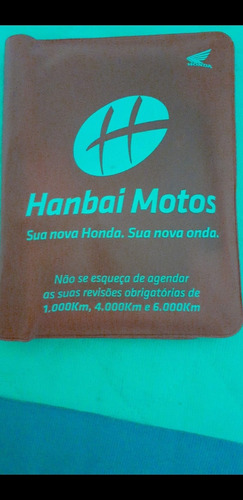 HONDA
Hanbai Motos
Sua nova Honda. Sua nova onda.
Não se esqueça de agendar
as suas revisões obrigatórios de
1.000Km, 4.000Km e 6.000Km